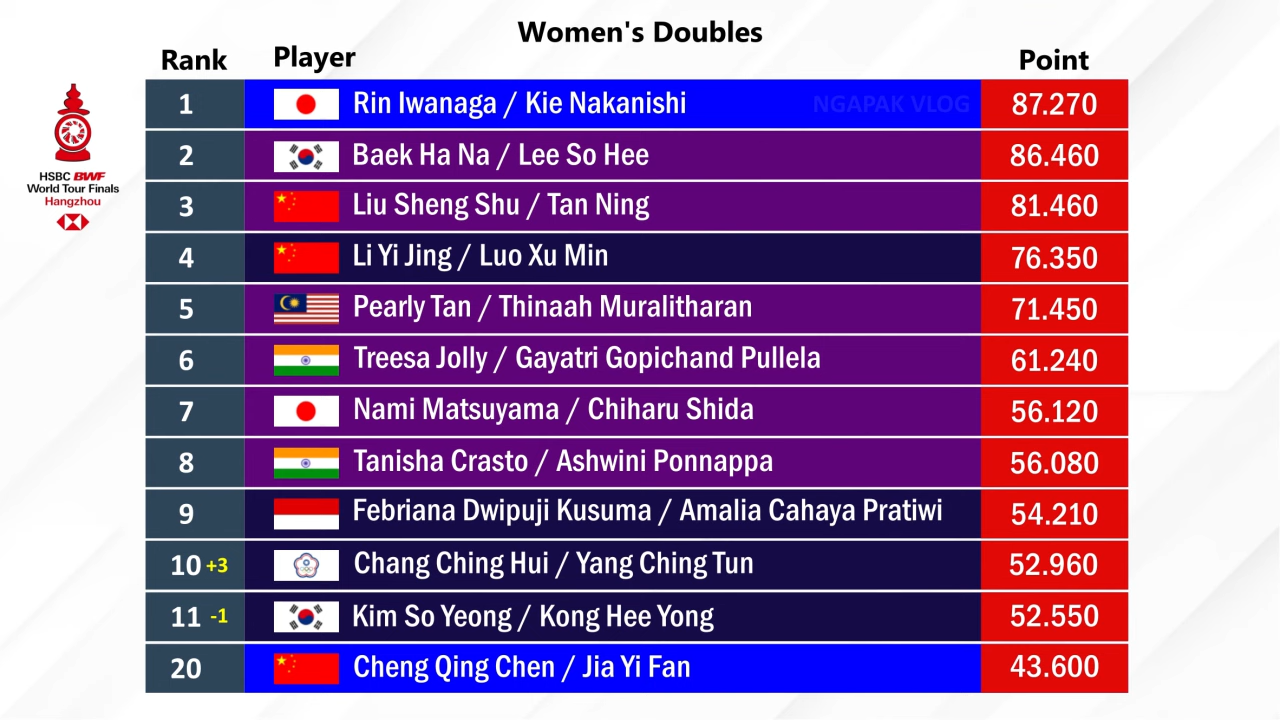 Women's Doubles
Rank Player Point
HSBC BWF
World Tour Finals
Hangzhou
1 Rin Iwanaga / Kie Nakanishi NGAPAK VLOG 87.270
2 Baek Ha Na / Lee So Hee 86.460
3 Liu Sheng Shu / Tan Ning 81.460
4 Li Yi Jing / Luo Xu Min 76.350
5 Pearly Tan / Thinaah Muralitharan 71.450
6 Treesa Jolly / Gayatri Gopichand Pullela 61.240
7 Nami Matsuyama / Chiharu Shida 56.120
8 Tanisha Crasto / Ashwini Ponnappa 56.080
9 Febriana Dwipuji Kusuma / Amalia Cahaya Pratiwi 54.210
10 +3 Chang Ching Hui / Yang Ching Tun 52.960
11 -1 Kim So Yeong / Kong Hee Yong 52.550
20 Cheng Qing Chen / Jia Yi Fan 43.600